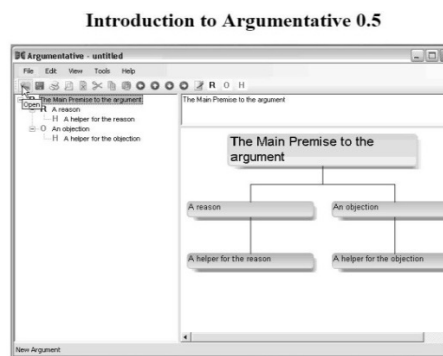 Introduction to Argumentative 0.5
Argumentative - untitled
File Edit View Tools Help
R O H
Open
The Main Premise to the argument
R A reason
H A helper for the reason
O An objection
H A helper for the objection
The Main Premise to the argument
The Main Premise to the
argument
A reason
An objection
A helper for the reason
A helper for the objection
New Argument